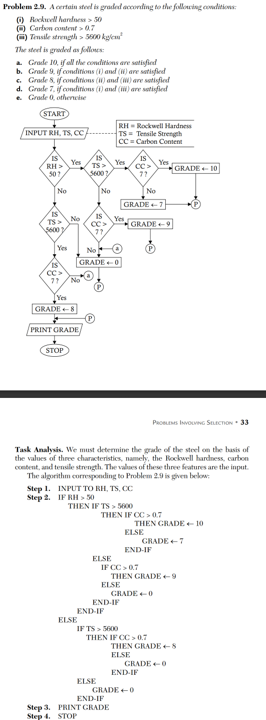 Problem 2.9. A certain steel is graded according to the following conditions:
(i) Rockwell hardness > 50
(ii) Carbon content > 0.7
(iii) Tensile strength > 5600 kg/cm²
The steel is graded as follows:
a. Grade 10, if all the conditions are satisfied
b. Grade 9, if conditions (i) and (ii) are satisfied
c. Grade 8, if conditions (ii) and (iii) are satisfied
d. Grade 7, if conditions (i) and (iii) are satisfied
e. Grade 0, otherwise
START
INPUT RH, TS, CC
RH = Rockwell Hardness
TS = Tensile Strength
CC = Carbon Content
IS
RH >
50 ?
Yes
IS
TS >
5600 ?
Yes
IS
CC >
7 ?
Yes
GRADE ← 10
No
No
No
GRADE ← 7
P
IS
TS >
5600 ?
No
IS
CC >
7 ?
Yes
GRADE ← 9
Yes
No
a
P
IS
CC >
7 ?
No
a
GRADE ← 0
P
Yes
GRADE ← 8
P
PRINT GRADE
STOP
PROBLEMS INVOLVING SELECTION • 33
Task Analysis. We must determine the grade of the steel on the basis of
the values of three characteristics, namely, the Rockwell hardness, carbon
content, and tensile strength. The values of these three features are the input.
The algorithm corresponding to Problem 2.9 is given below:
Step 1. INPUT TO RH, TS, CC
Step 2. IF RH > 50
THEN IF TS > 5600
THEN IF CC > 0.7
THEN GRADE ← 10
ELSE
GRADE ← 7
END-IF
ELSE
IF CC > 0.7
THEN GRADE ← 9
ELSE
GRADE ← 0
END-IF
END-IF
ELSE
IF TS > 5600
THEN IF CC > 0.7
THEN GRADE ← 8
ELSE
GRADE ← 0
END-IF
ELSE
GRADE ← 0
END-IF
Step 3. PRINT GRADE
Step 4. STOP